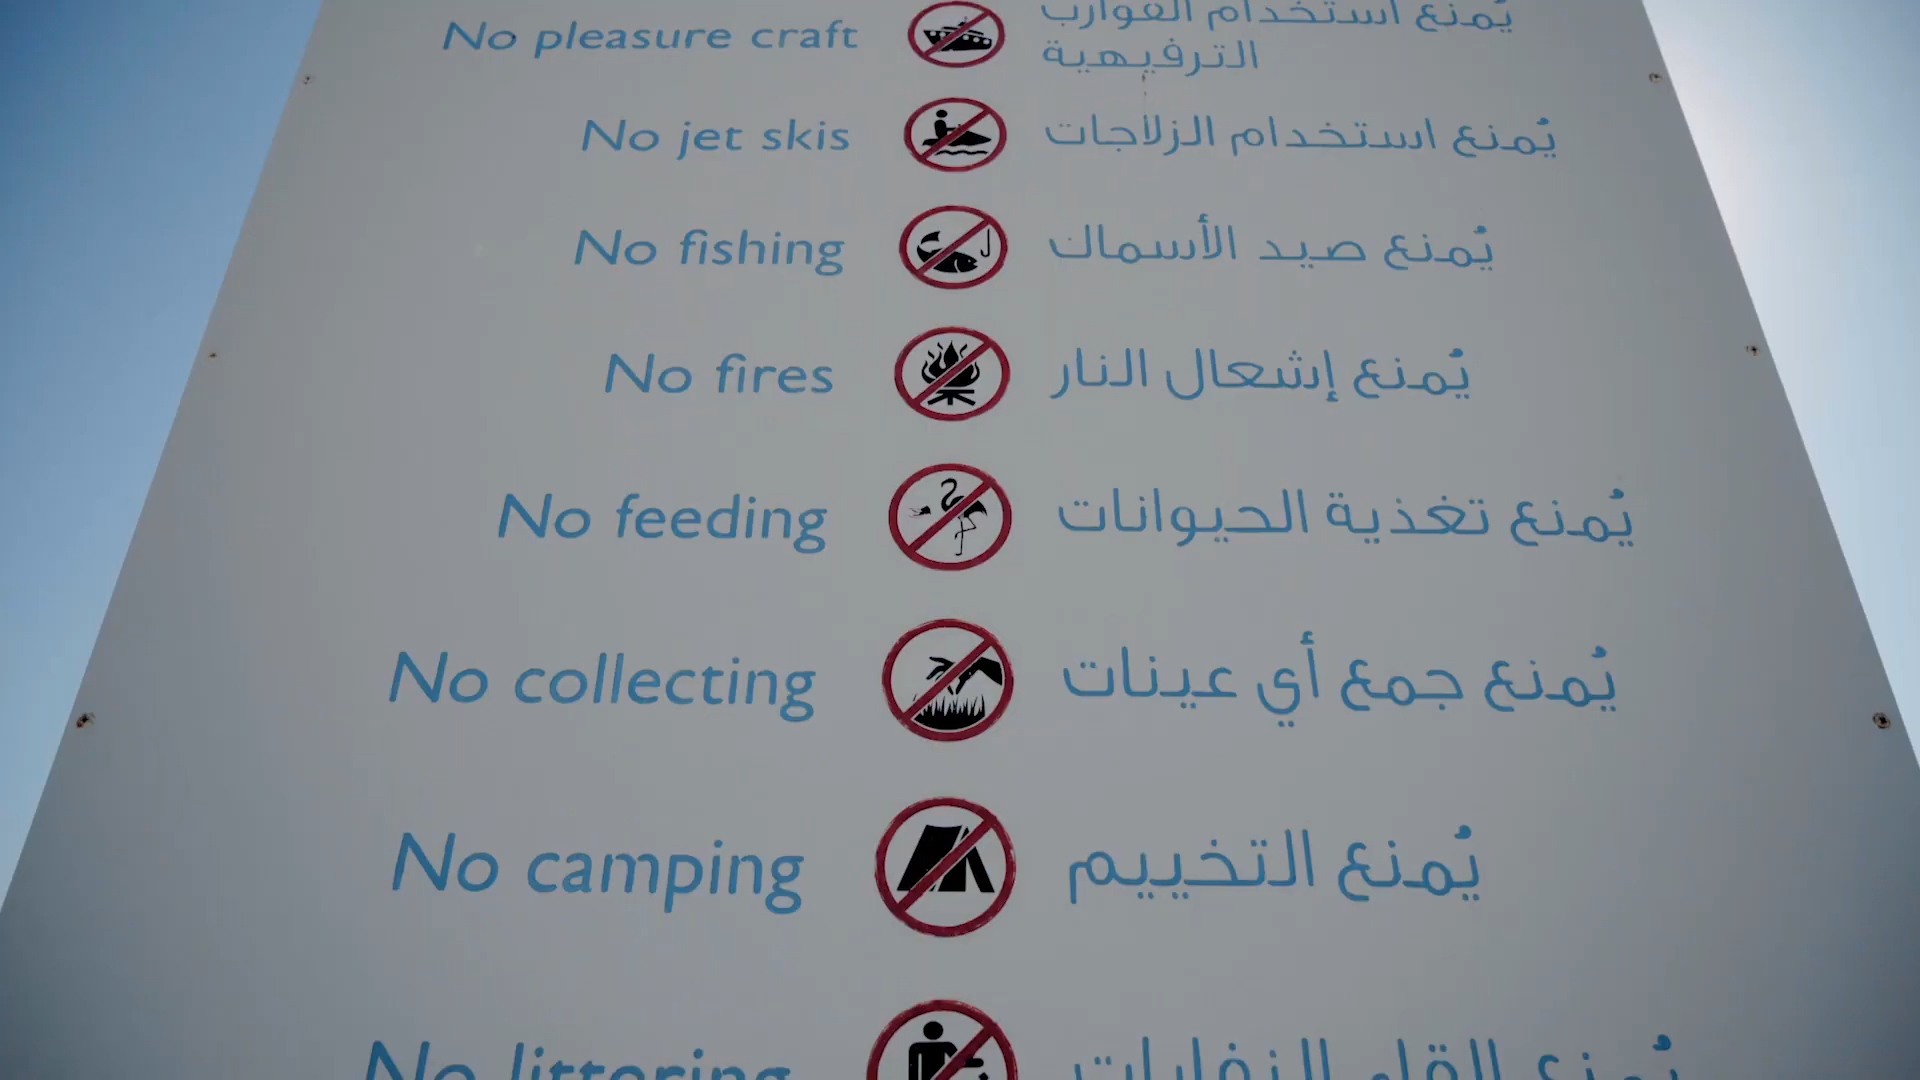 No pleasure craft
يُمنع استخدام القوارب
الترفيهية
No jet skis
يُمنع استخدام الزلاجات
No fishing
يُمنع صيد الأسماك
No fires
يُمنع إشعال النار
No feeding
يُمنع تغذية الحيوانات
No collecting
يُمنع جمع أي عينات
No camping
يُمنع التخييم
No littering
يُمنع إلقاء النفايات